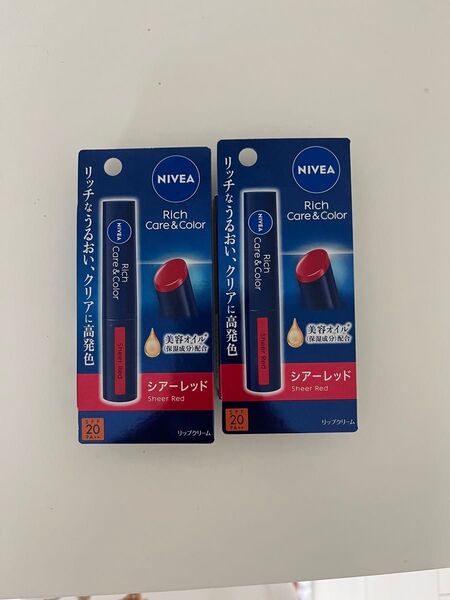 NIVEA
Rich
Care & Color
リッチなうるおい、クリアに高発色
NIVEA
Rich
Care & Color
Sheer Red
美容オイル*
(保湿成分)配合
シアーレッド
Sheer Red
SPF
20
PA++
リップクリーム
NIVEA
Rich
Care & Color
リッチなうるおい、クリアに高発色
NIVEA
Rich
Care & Color
Sheer Red
美容オイル*
(保湿成分)配合
シアーレッド
Sheer Red
SPF
20
PA++
リップクリーム